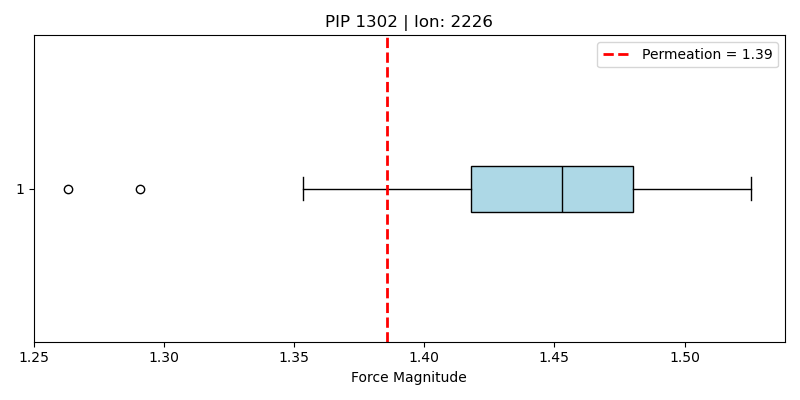 PIP 1302 | Ion: 2226
Permeation = 1.39
1
1.25 1.30 1.35 1.40 1.45 1.50
Force Magnitude